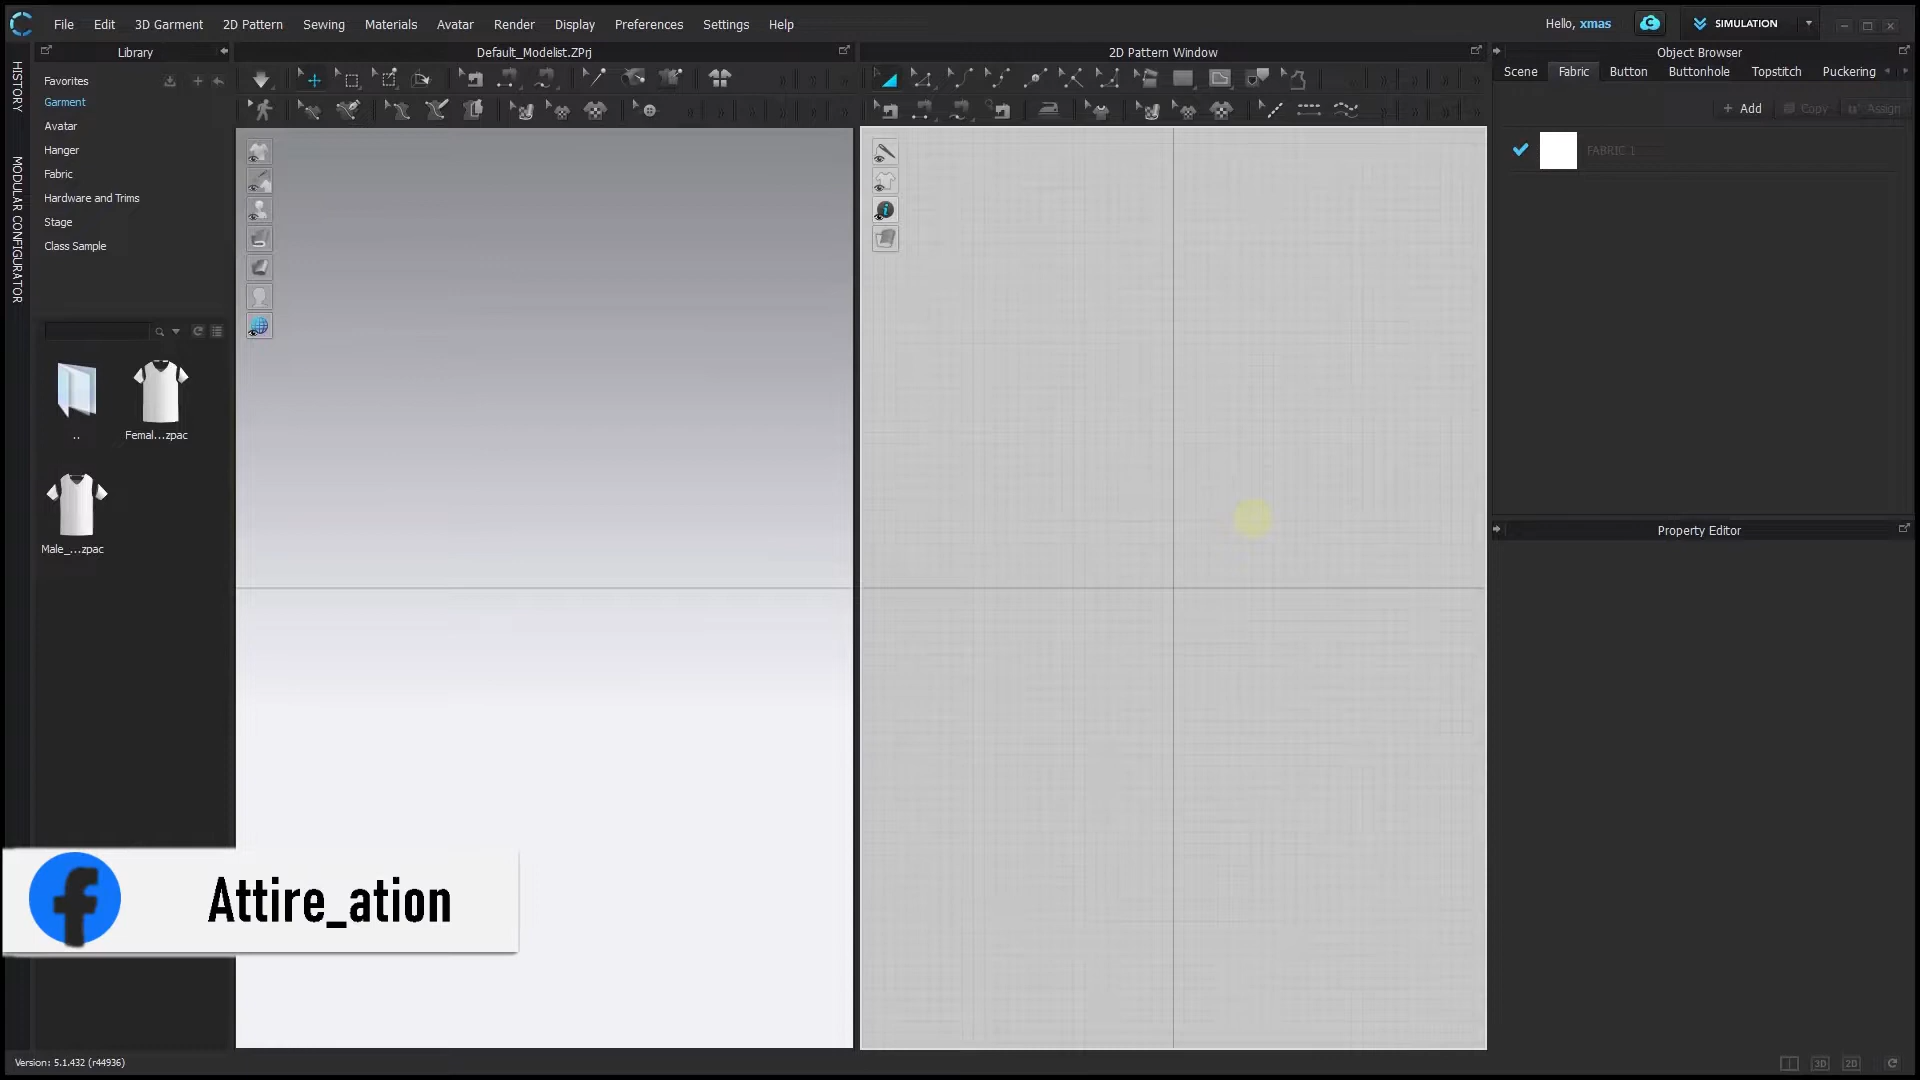 File Edit 3D Garment 2D Pattern Sewing Materials Avatar Render Display Preferences Settings Help
Hello, xmas
SIMULATION
Library
Default_Modelist.ZPrj
2D Pattern Window
Object Browser
HISTORY
MODULAR CONFIGURATOR
Favorites
Garment
Avatar
Hanger
Fabric
Hardware and Trims
Stage
Class Sample
..
Femal...zpac
Male_...zpac
Scene Fabric Button Buttonhole Topstitch Puckering
+ Add Copy Assign
FABRIC 1
Property Editor
Attire_ation
Version: 5.1.432 (r44936)
3D 2D